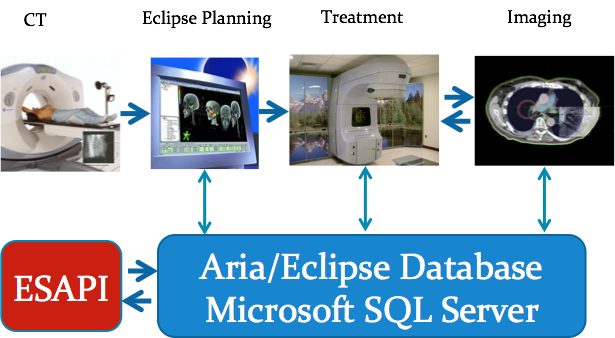 CT
Eclipse Planning
Treatment
Imaging
ESAPI
Aria/Eclipse Database
Microsoft SQL Server